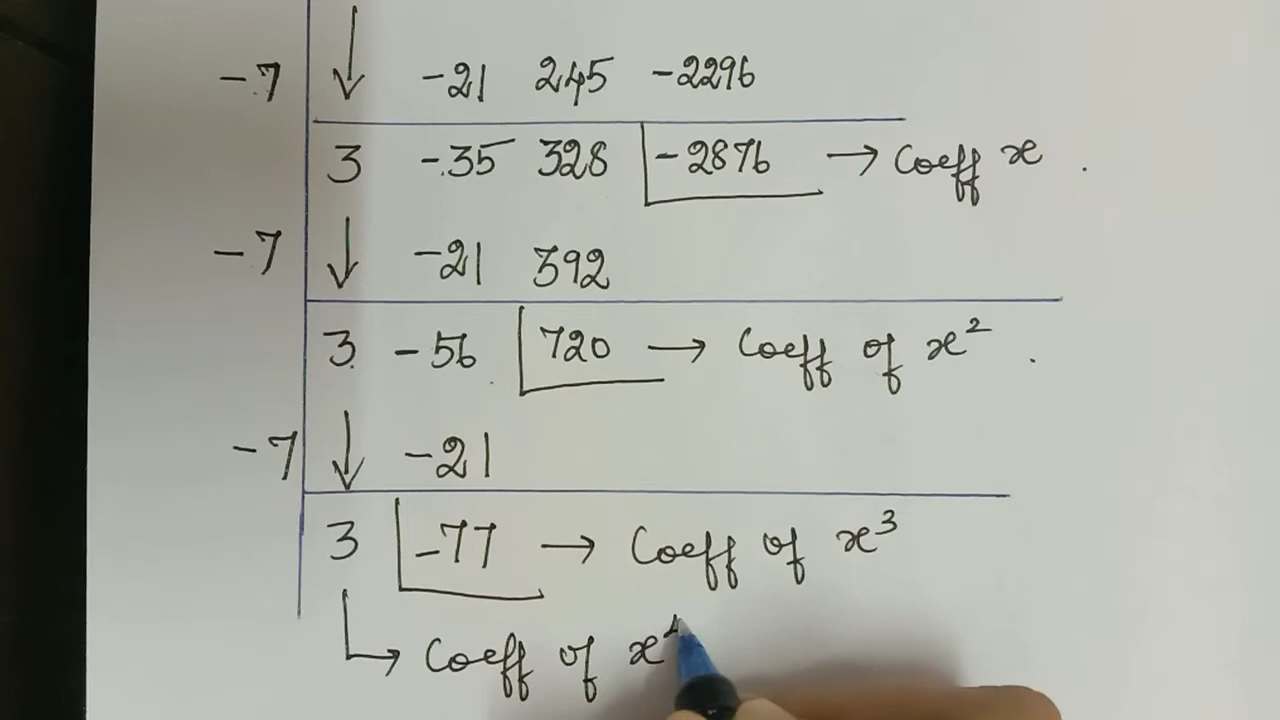 -7 ↓ -21 245 -2296
3 -35 328 -2876 → Coeff x .
-7 ↓ -21 392
3 -56 720 → Coeff of x² .
-7 ↓ -21
3 -77 → Coeff of x³
↳ Coeff of x⁴